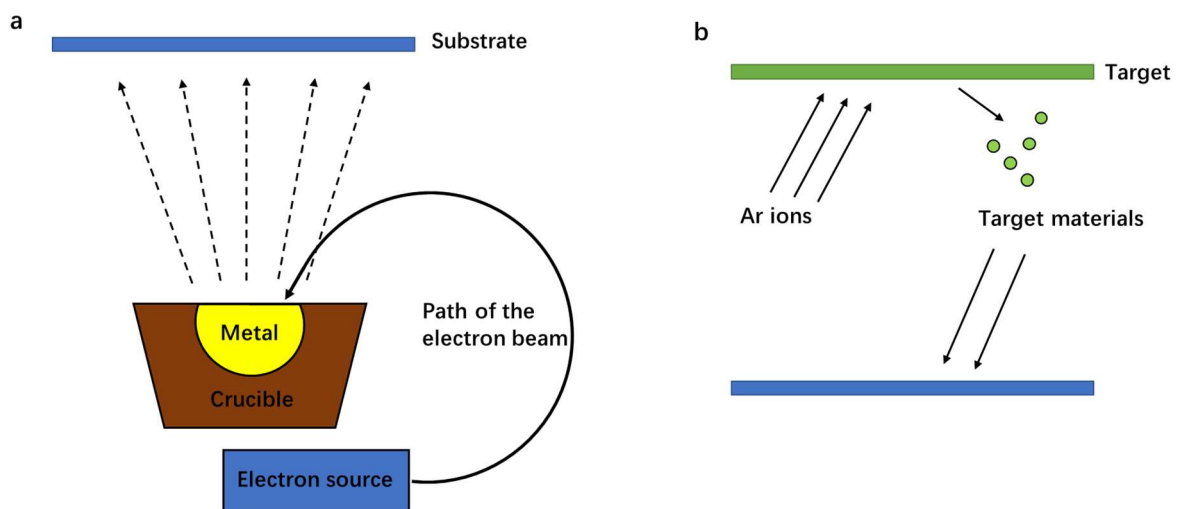 a
Substrate
Metal
Crucible
Path of the
electron beam
Electron source
b
Target
Ar ions
Target materials